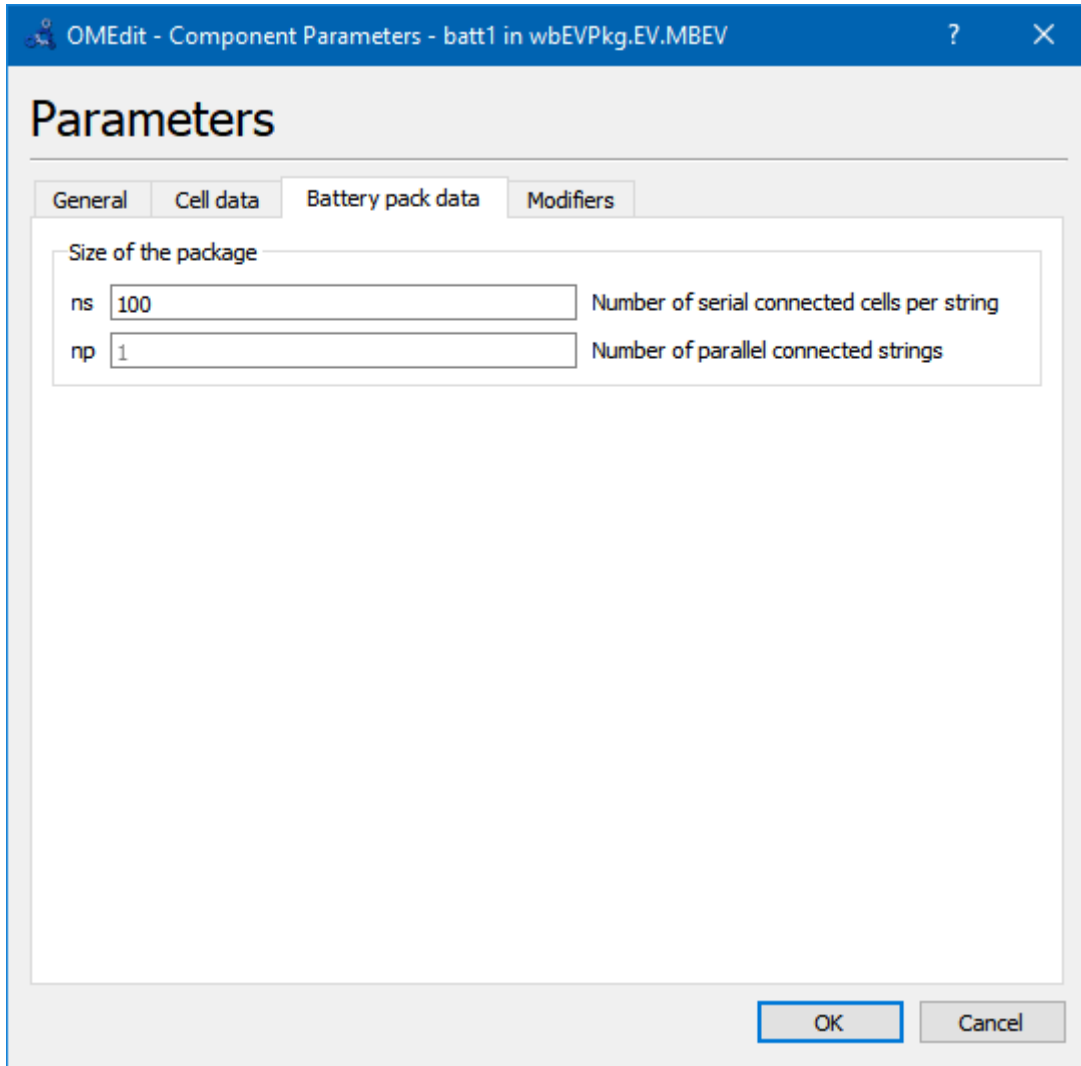 OMEdit - Component Parameters - batt1 in wbEVPkg.EV.MBEV ? ×
Parameters
General Cell data Battery pack data Modifiers
Size of the package
ns 100 Number of serial connected cells per string
np 1 Number of parallel connected strings
OK Cancel